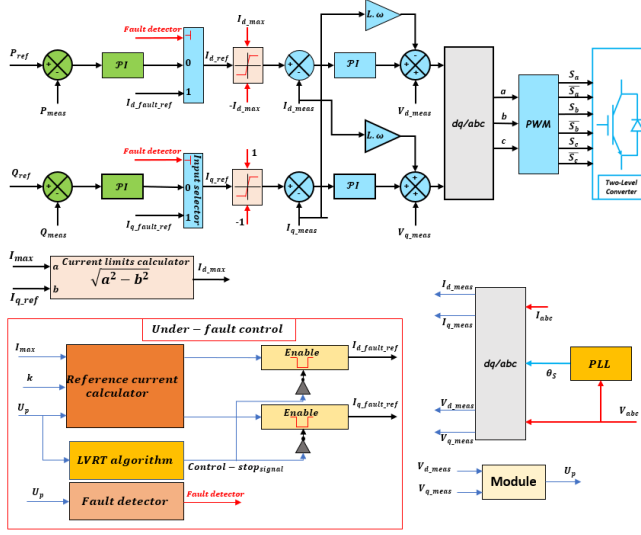 Fault detector
I_d_max
L.ω
P_ref
+
-
PI
0
I_d_ref
+
-
PI
+
-
+
P_meas
1
I_d_fault_ref
-I_d_max
I_d_meas
V_d_meas
dq/abc
a
b
c
PWM
S_a
S_a
S_b
S_b
S_c
S_c
Two-Level
Converter
Fault detector
1
L.ω
Q_ref
+
-
PI
0
Input selector
I_q_ref
+
-
PI
+
+
+
Q_meas
1
I_q_fault_ref
-1
I_q_meas
V_q_meas
I_max
a
Current limits calculator
√a² − b²
I_d_max
I_q_ref
b
Under − fault control
I_max
Reference current
calculator
Enable
I_d_fault_ref
k
U_p
Enable
I_q_fault_ref
LVRT algorithm
Control − stop_signal
U_p
Fault detector
Fault detector
I_d_meas
I_q_meas
I_abc
dq/abc
θ_S
PLL
V_d_meas
V_q_meas
V_abc
V_d_meas
V_q_meas
Module
U_p